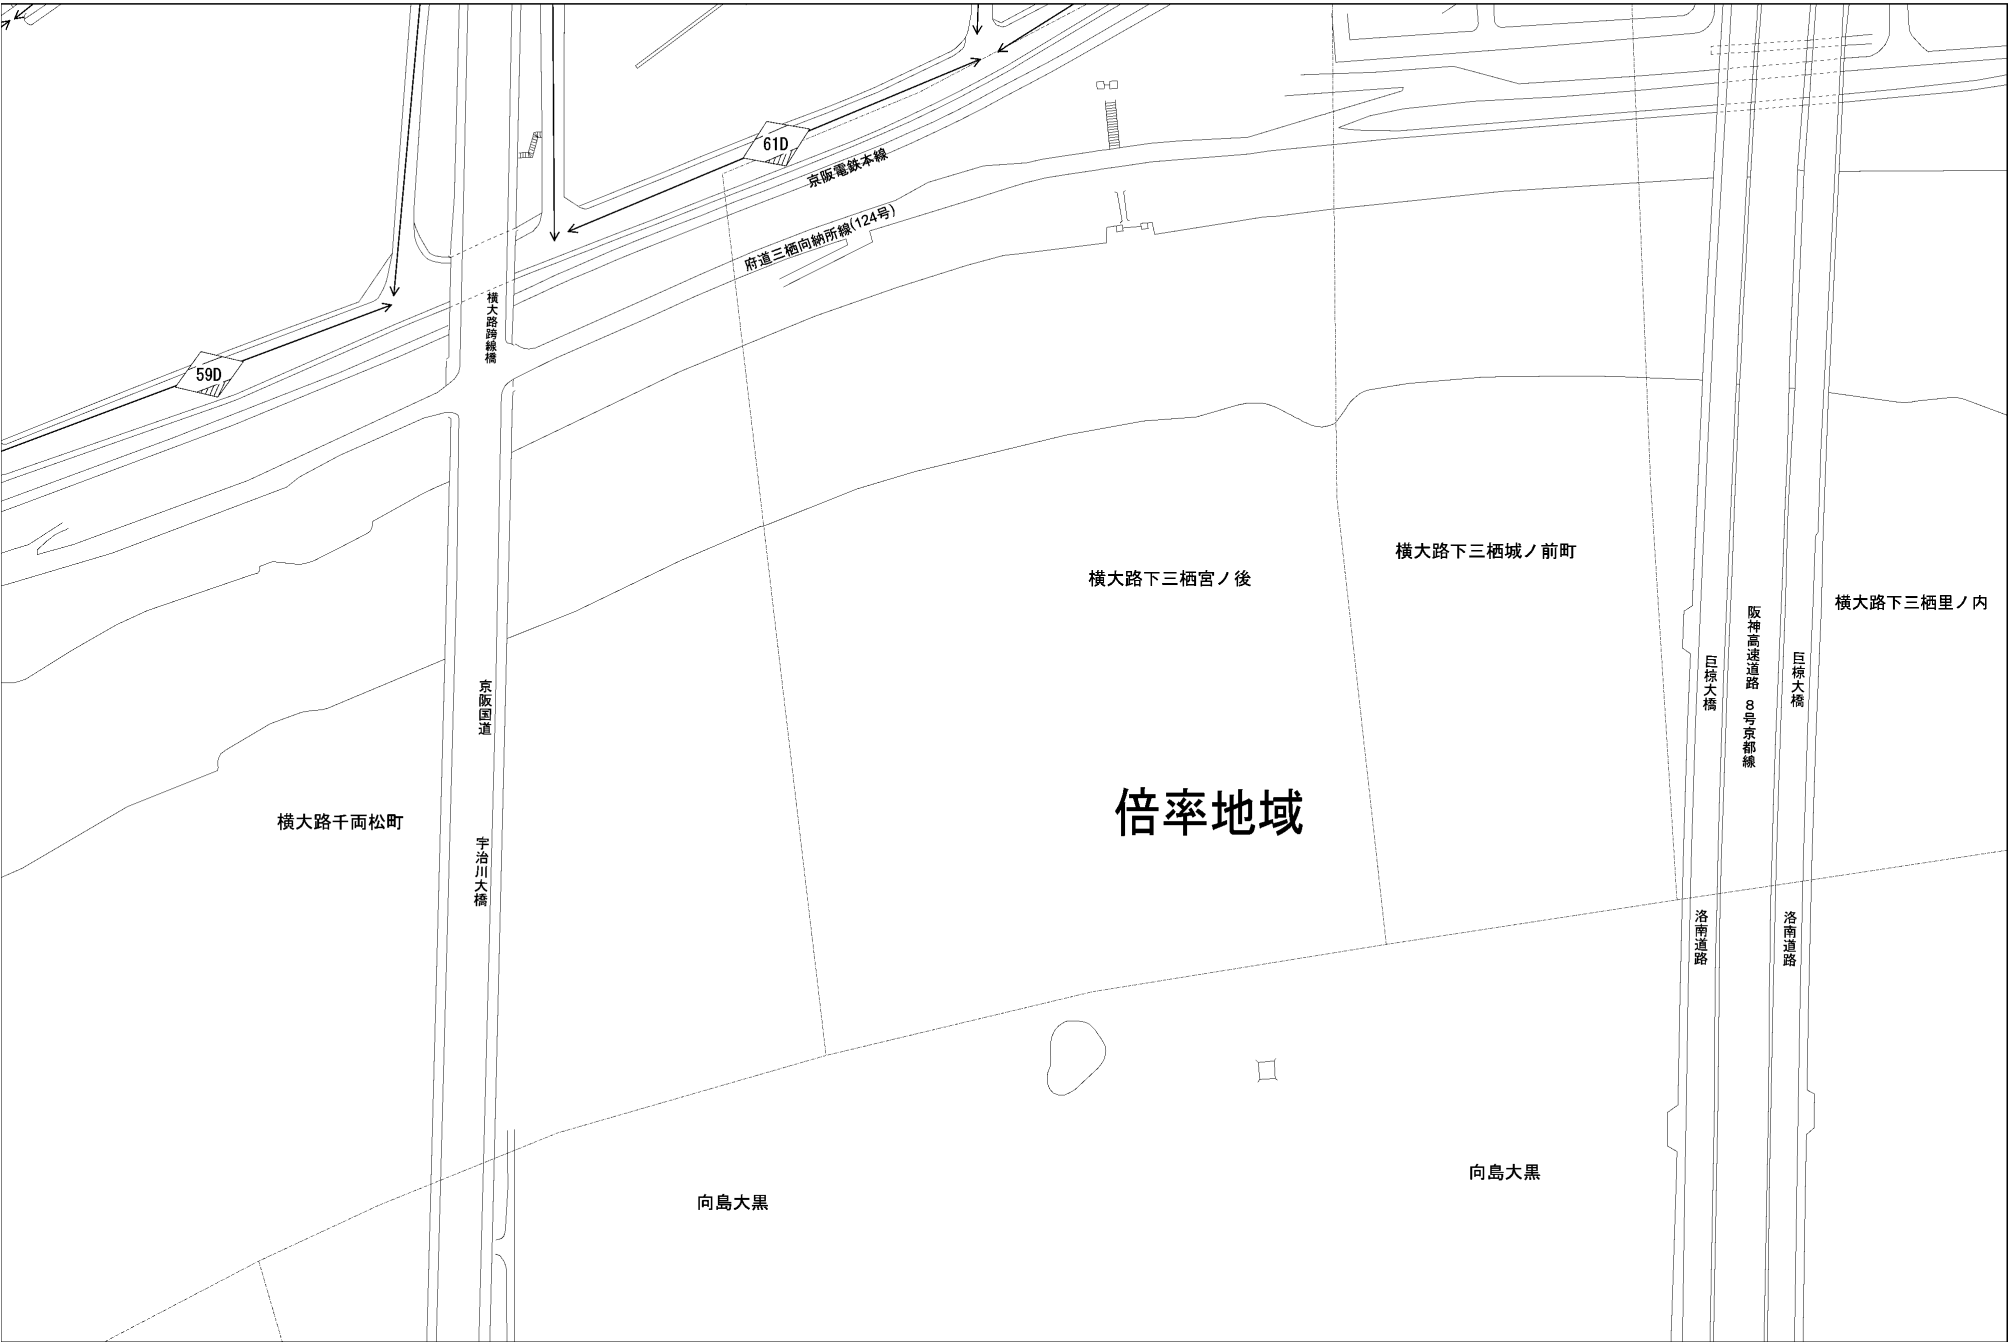 61D
京阪電鉄本線
府道三栖向納所線(124号)
横大路跨線橋
59D
横大路下三栖城ノ前町
横大路下三栖宮ノ後
横大路下三栖里ノ内
阪神高速道路 8号京都線
巨椋大橋
巨椋大橋
京阪国道
倍率地域
横大路千両松町
宇治川大橋
洛南道路
洛南道路
向島大黒
向島大黒